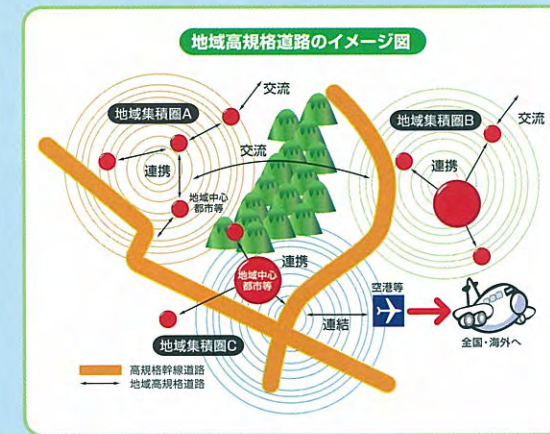 地域高規格道路のイメージ図
交流
地域集積圏A
連携
地域中心
都市等
交流
地域集積圏B
交流
連携
連携
地域中心
都市等
地域集積圏C
連結
空港等
全国・海外へ
高規格幹線道路
地域高規格道路